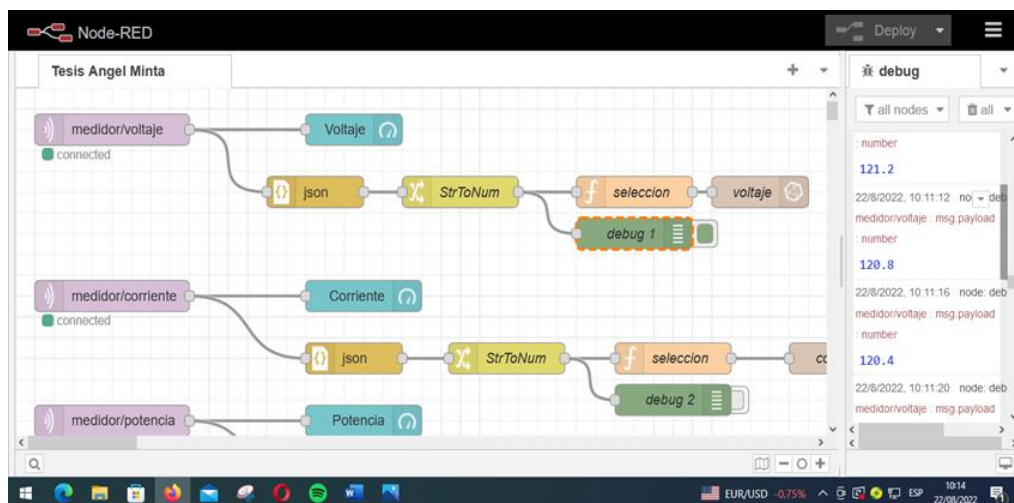 Node-RED
Deploy
Tesis Angel Minta
debug
all nodes
all
medidor/voltaje
Voltaje
connected
json
StrToNum
seleccion
voltaje
debug 1
medidor/corriente
Corriente
connected
json
StrToNum
seleccion
debug 2
medidor/potencia
Potencia
: number
121.2
22/8/2022, 10:11:12
medidor/voltaje : msg.payload
: number
120.8
22/8/2022, 10:11:16 node: deb
medidor/voltaje : msg.payload
: number
120.4
22/8/2022, 10:11:20 node: deb
medidor/voltaje : msg.payload
EUR/USD -0,75%
ESP
10:14
22/08/2022